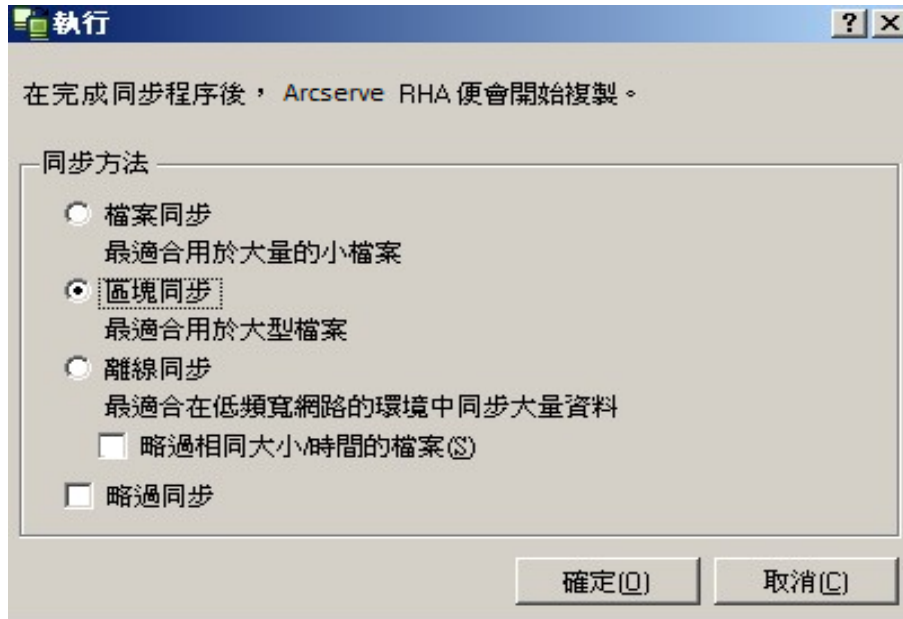 執行
在完成同步程序後， Arcserve RHA 便會開始複製。
同步方法
檔案同步
最適合用於大量的小檔案
區塊同步
最適合用於大型檔案
離線同步
最適合在低頻寬網路的環境中同步大量資料
略過相同大小/時間的檔案(S)
略過同步
確定(O) 取消(C)